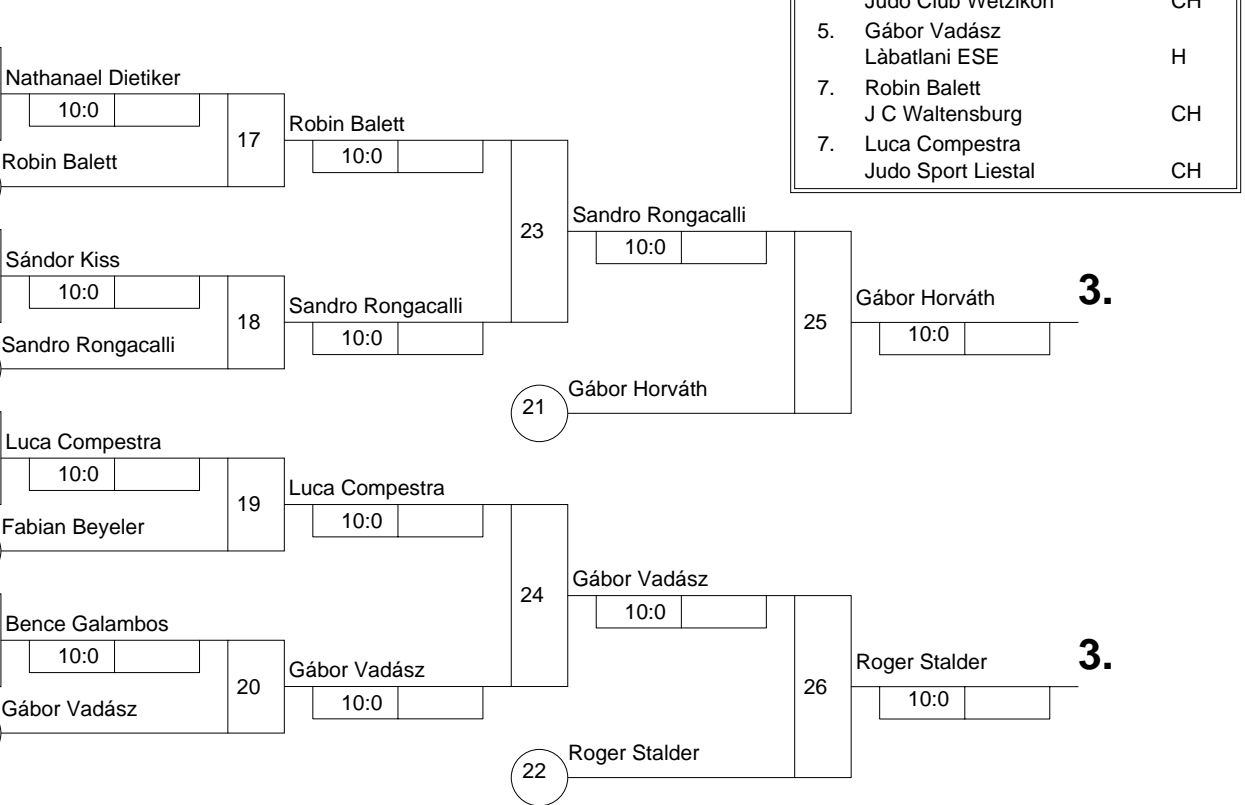 Judo Club Wetzikon CH
5. Gábor Vadász
Làbatlani ESE H
7. Robin Balett
J C Waltensburg CH
7. Luca Compestra
Judo Sport Liestal CH
Nathanael Dietiker
10:0
17
Robin Balett
Robin Balett
10:0
23
Sándor Kiss
10:0
18
Sandro Rongacalli
Sandro Rongacalli
10:0
Sandro Rongacalli
10:0
25
21
Gábor Horváth
Gábor Horváth
10:0
3.
Luca Compestra
10:0
19
Fabian Beyeler
Luca Compestra
10:0
24
Bence Galambos
10:0
20
Gábor Vadász
Gábor Vadász
10:0
Gábor Vadász
10:0
26
22
Roger Stalder
Roger Stalder
10:0
3.